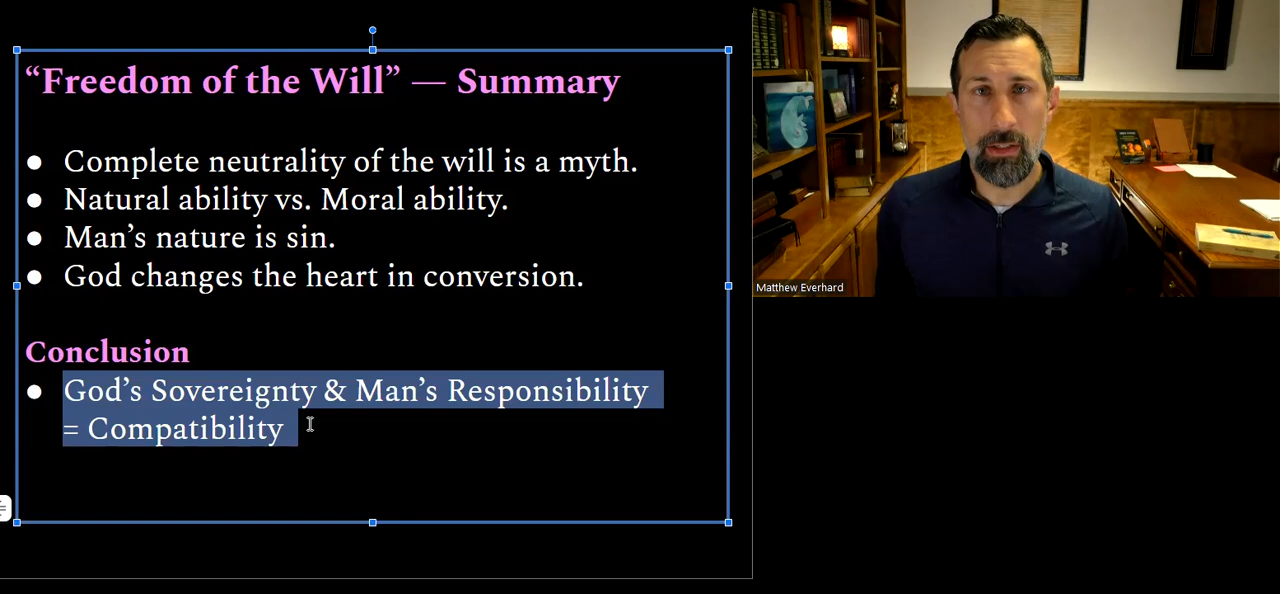 “Freedom of the Will” — Summary
● Complete neutrality of the will is a myth.
● Natural ability vs. Moral ability.
● Man’s nature is sin.
● God changes the heart in conversion.
Conclusion
● God’s Sovereignty & Man’s Responsibility
= Compatibility
Matthew Everhard